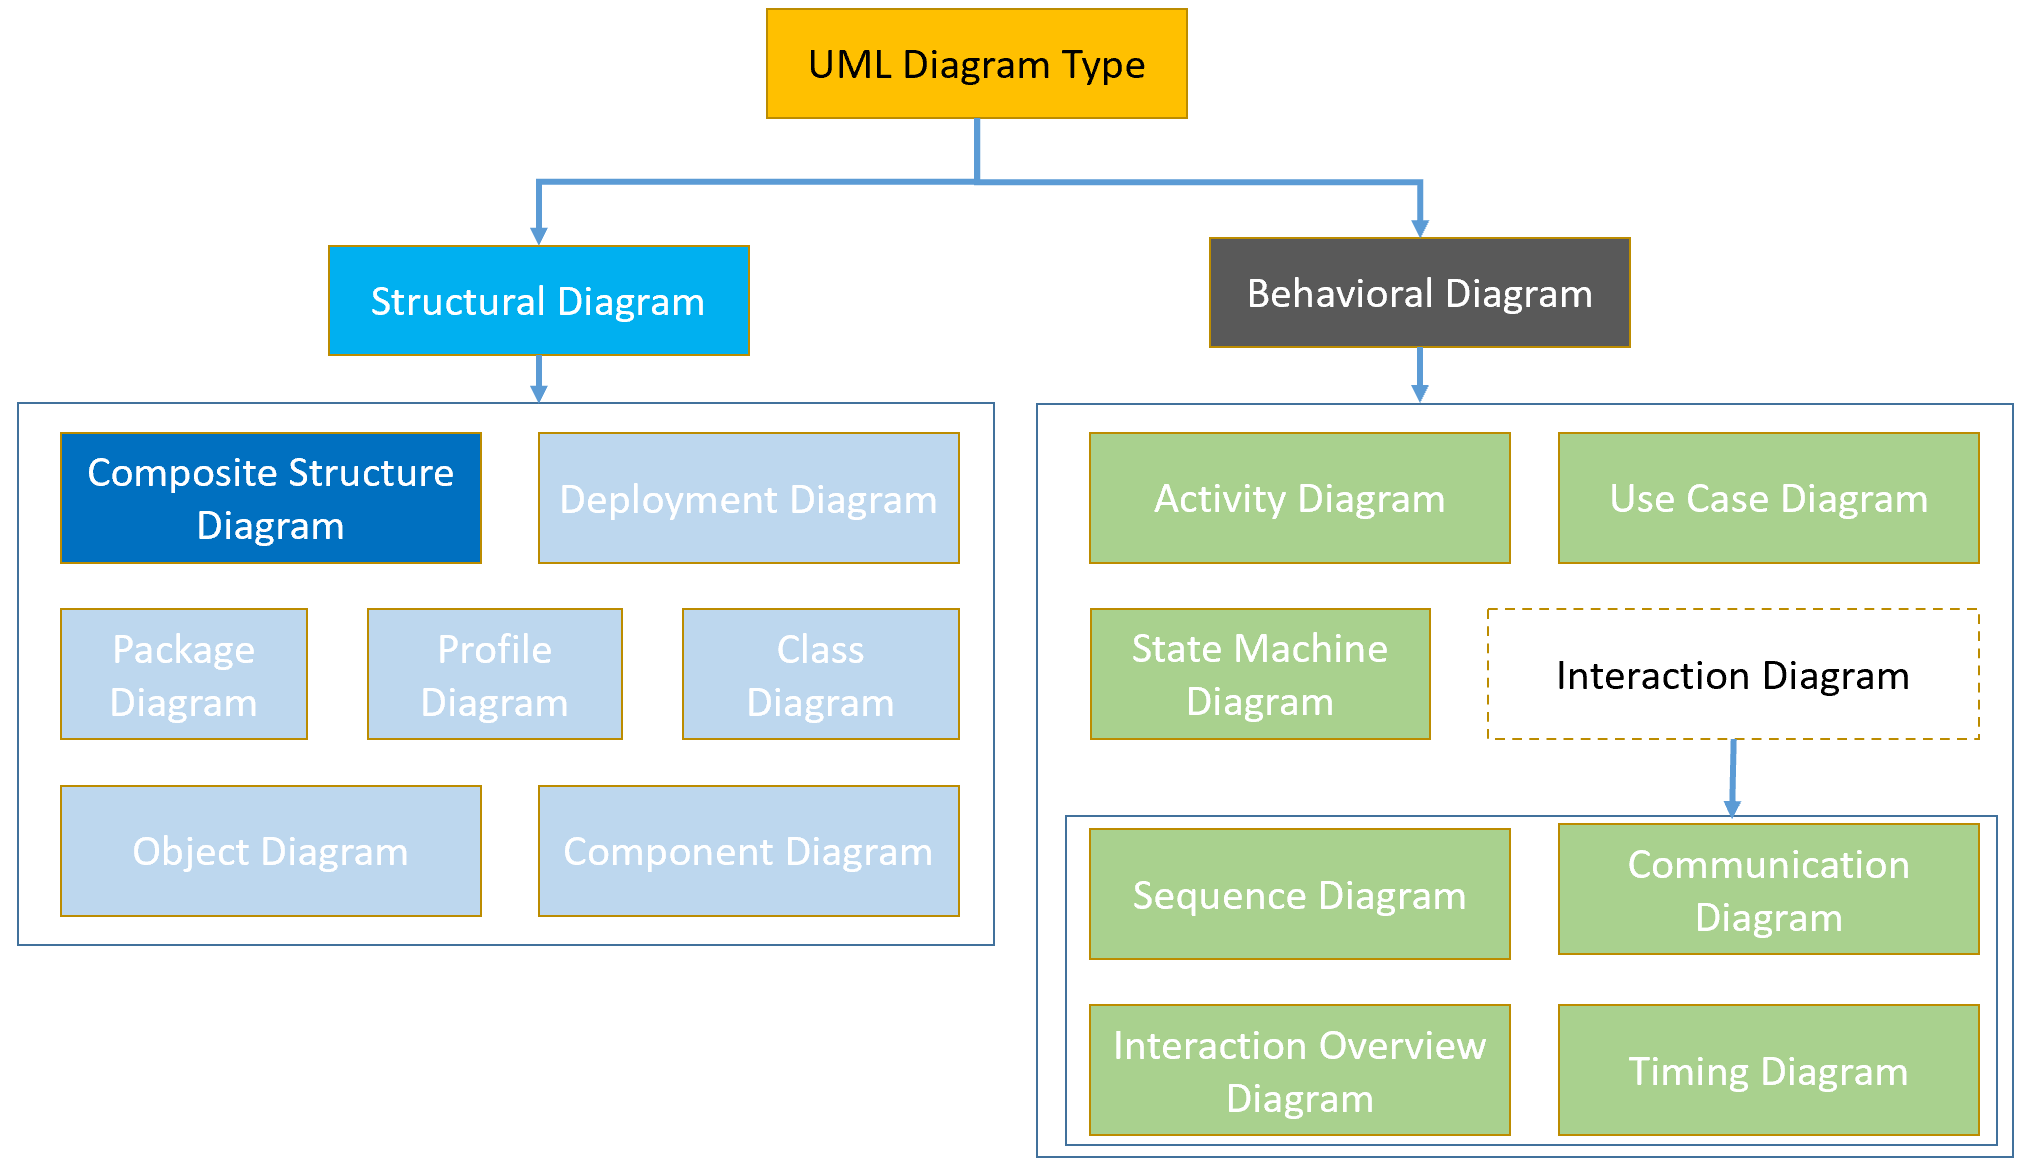 UML Diagram Type
Structural Diagram
Behavioral Diagram
Composite Structure
Diagram
Deployment Diagram
Package
Diagram
Profile
Diagram
Class
Diagram
Object Diagram
Component Diagram
Activity Diagram
Use Case Diagram
State Machine
Diagram
Interaction Diagram
Sequence Diagram
Communication
Diagram
Interaction Overview
Diagram
Timing Diagram